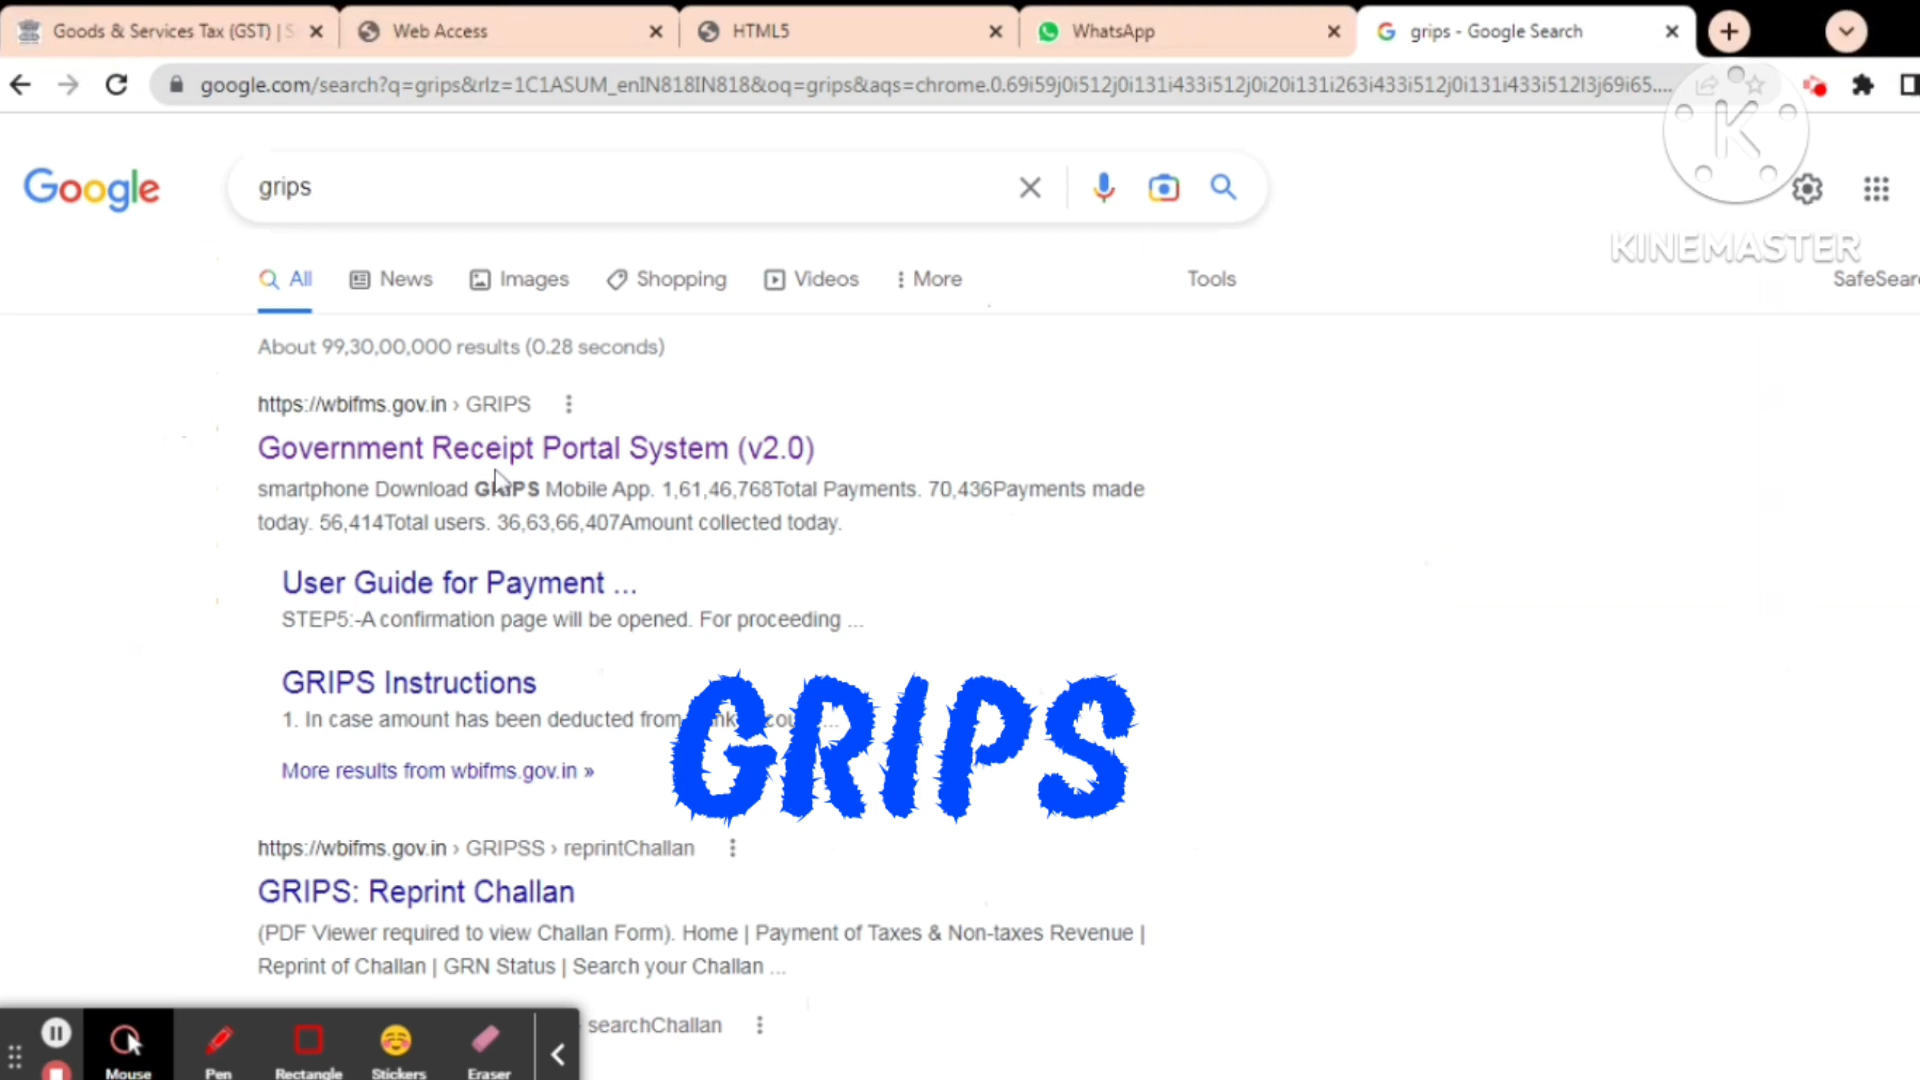 Goods & Services Tax (GST) |
Web Access
HTML5
WhatsApp
grips - Google Search
google.com/search?q=grips&rlz=1C1ASUM_enIN818IN818&oq=grips&aqs=chrome.0.69i59j0i512j0i131i433i512j0i20i131i263i433i512j0i131i433i512l3j69i65....
K
KINEMASTER
Google
grips
All
News
Images
Shopping
Videos
More
Tools
SafeSear
About 99,30,00,000 results (0.28 seconds)
https://wbifms.gov.in › GRIPS
Government Receipt Portal System (v2.0)
smartphone Download GRIPS Mobile App. 1,61,46,768Total Payments. 70,436Payments made
today. 56,414Total users. 36,63,66,407Amount collected today.
User Guide for Payment ...
STEP5:-A confirmation page will be opened. For proceeding ...
GRIPS Instructions
1. In case amount has been deducted from
GRIPS
More results from wbifms.gov.in »
https://wbifms.gov.in › GRIPSS › reprintChallan
GRIPS: Reprint Challan
(PDF Viewer required to view Challan Form). Home | Payment of Taxes & Non-taxes Revenue |
Reprint of Challan | GRN Status | Search your Challan ...
searchChallan
Mouse
Pen
Rectangle
Stickers
Eraser